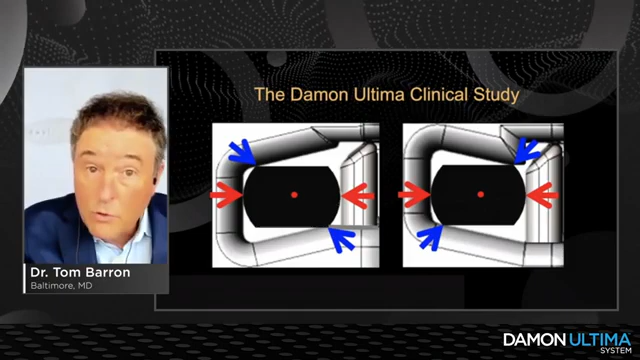 The Damon Ultima Clinical Study
Dr. Tom Barron
Baltimore, MD
DAMON ULTIMA
SYSTEM